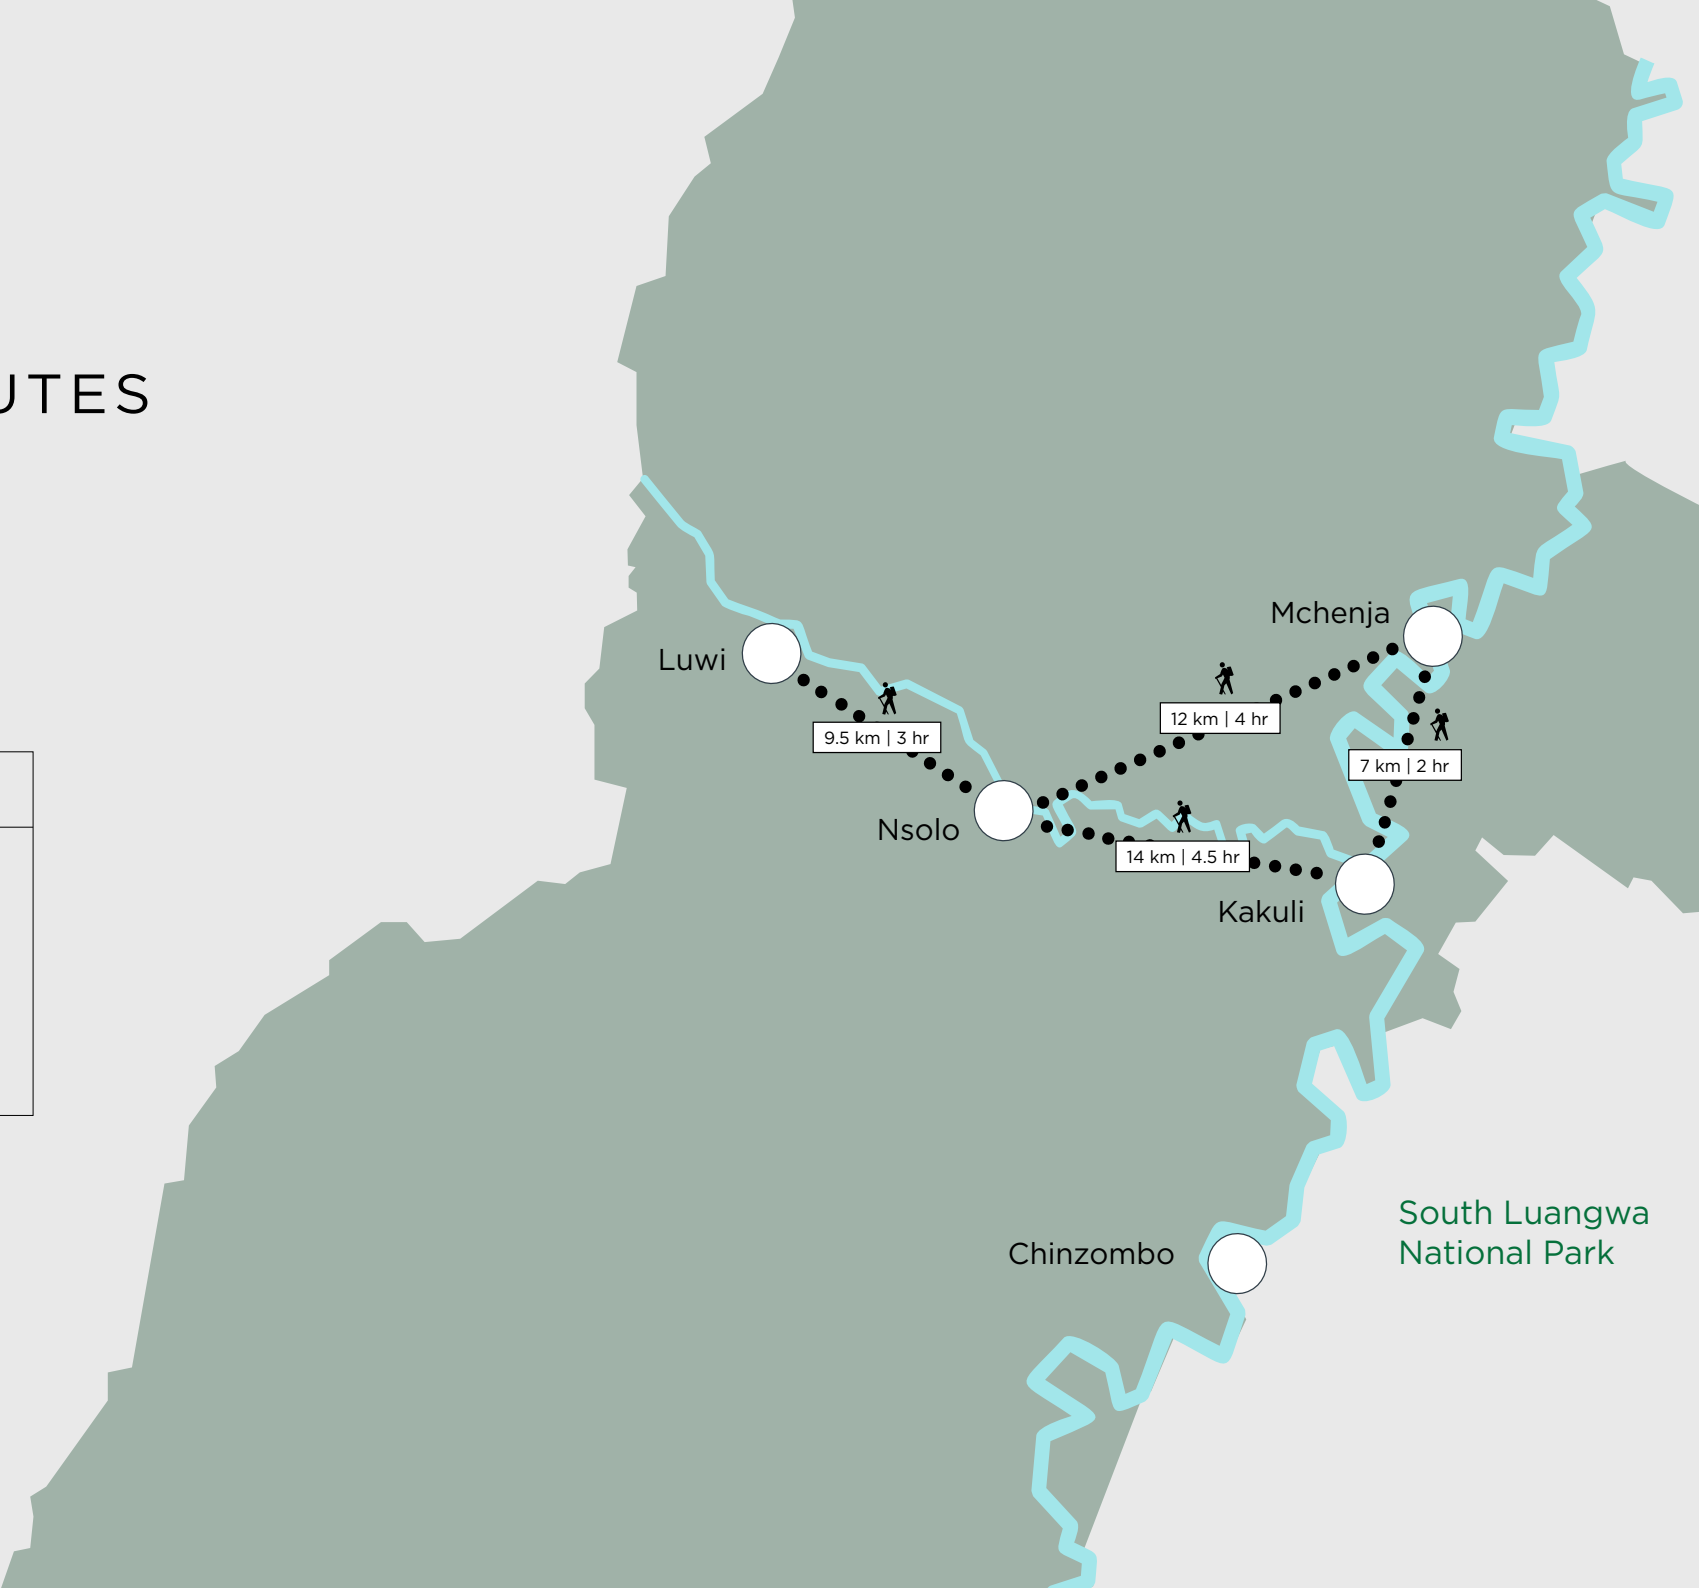 UTES
Mchenja
Luwi
12 km | 4 hr
9.5 km | 3 hr
7 km | 2 hr
Nsolo
14 km | 4.5 hr
Kakuli
Chinzombo
South Luangwa
National Park